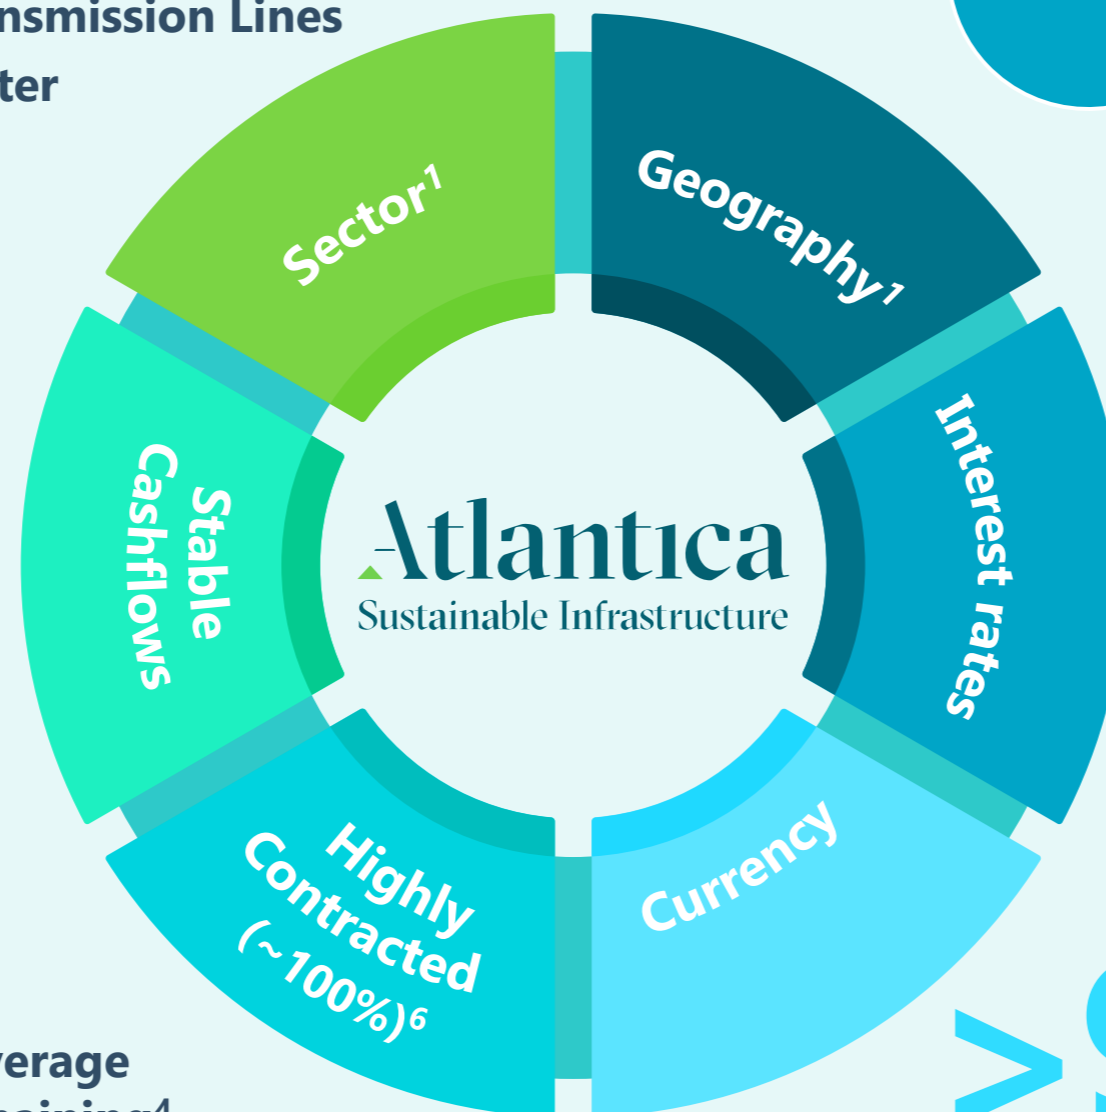 nsmission Lines
ter
Sector¹
Geography¹
Interest rates
Stable
Cashflows
Atlantica
Sustainable Infrastructure
Highly
Contracted
(~100%)⁶
Currency
verage